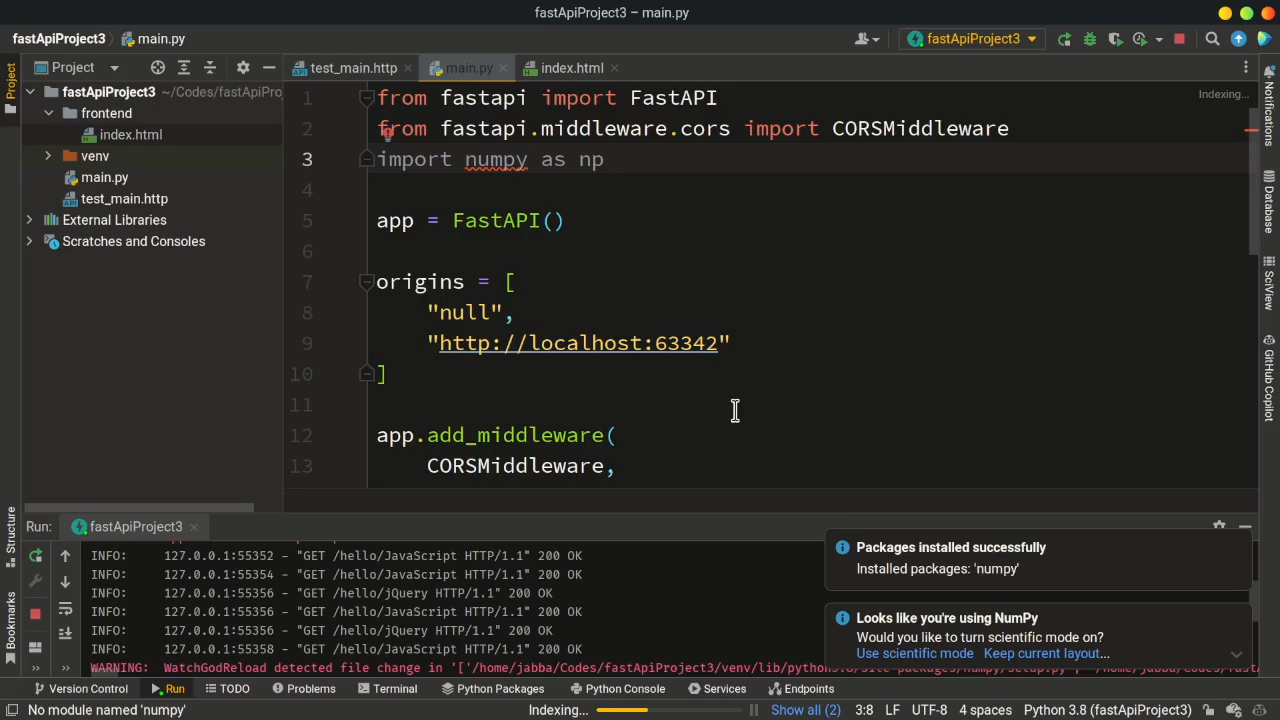 fastApiProject3 – main.py
fastApiProject3 main.py
fastApiProject3
Project
test_main.http
main.py
index.html
Project
fastApiProject3 ~/Codes/fastApiPro
frontend
index.html
venv
main.py
test_main.http
External Libraries
Scratches and Consoles
Indexing...
1 from fastapi import FastAPI
2 from fastapi.middleware.cors import CORSMiddleware
3 import numpy as np
4
5 app = FastAPI()
6
7 origins = [
8 "null",
9 "http://localhost:63342"
10 ]
11
12 app.add_middleware(
13 CORSMiddleware,
Notifications
Database
SciView
GitHub Copilot
Structure
Bookmarks
Run: fastApiProject3
INFO: 127.0.0.1:55352 - "GET /hello/JavaScript HTTP/1.1" 200 OK
INFO: 127.0.0.1:55354 - "GET /hello/JavaScript HTTP/1.1" 200 OK
INFO: 127.0.0.1:55356 - "GET /hello/jQuery HTTP/1.1" 200 OK
INFO: 127.0.0.1:55356 - "GET /hello/JavaScript HTTP/1.1" 200 OK
INFO: 127.0.0.1:55356 - "GET /hello/jQuery HTTP/1.1" 200 OK
INFO: 127.0.0.1:55358 - "GET /hello/JavaScript HTTP/1.1" 200 OK
WARNING: WatchGodReload detected file change in '['/home/jabba/Codes/fastApiProject3/venv/lib/python3.8/site-packages/numpy/setup.py',
Packages installed successfully
Installed packages: 'numpy'
Looks like you're using NumPy
Would you like to turn scientific mode on?
Use scientific mode Keep current layout...
Version Control Run TODO Problems Terminal Python Packages Python Console Services Endpoints
No module named 'numpy' Indexing... Show all (2) 3:8 LF UTF-8 4 spaces Python 3.8 (fastApiProject3)